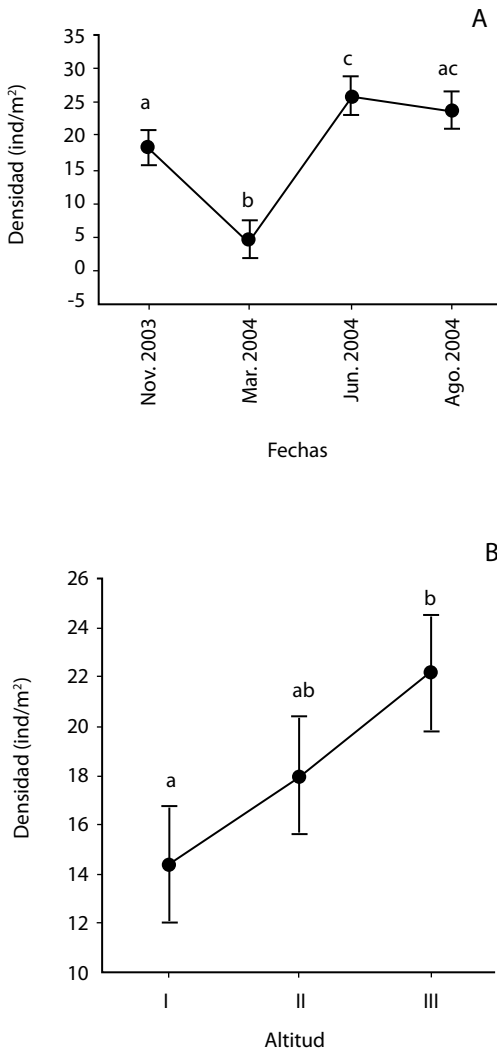 A
35
30
25
20
15
10
5
0
-5
Densidad (ind/m²)
a
b
c
ac
Nov. 2003
Mar. 2004
Jun. 2004
Ago. 2004
Fechas
B
26
24
22
20
18
16
14
12
10
Densidad (ind/m²)
a
ab
b
I
II
III
Altitud